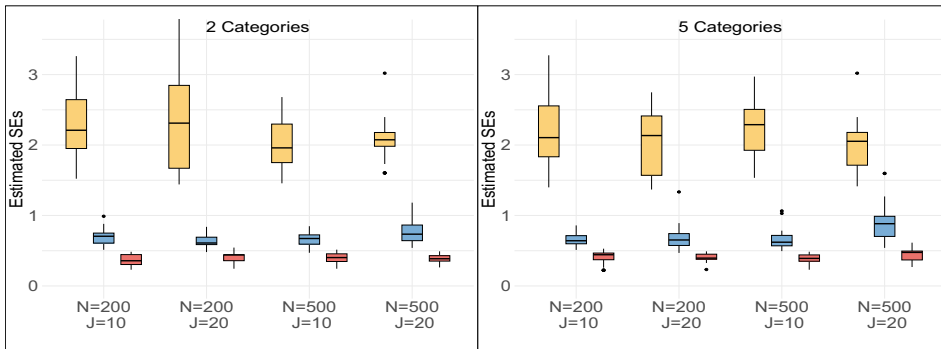 2 Categories
Estimated SEs
3
2
1
0
N=200 N=200 N=500 N=500
J=10 J=20 J=10 J=20
5 Categories
Estimated SEs
3
2
1
0
N=200 N=200 N=500 N=500
J=10 J=20 J=10 J=20